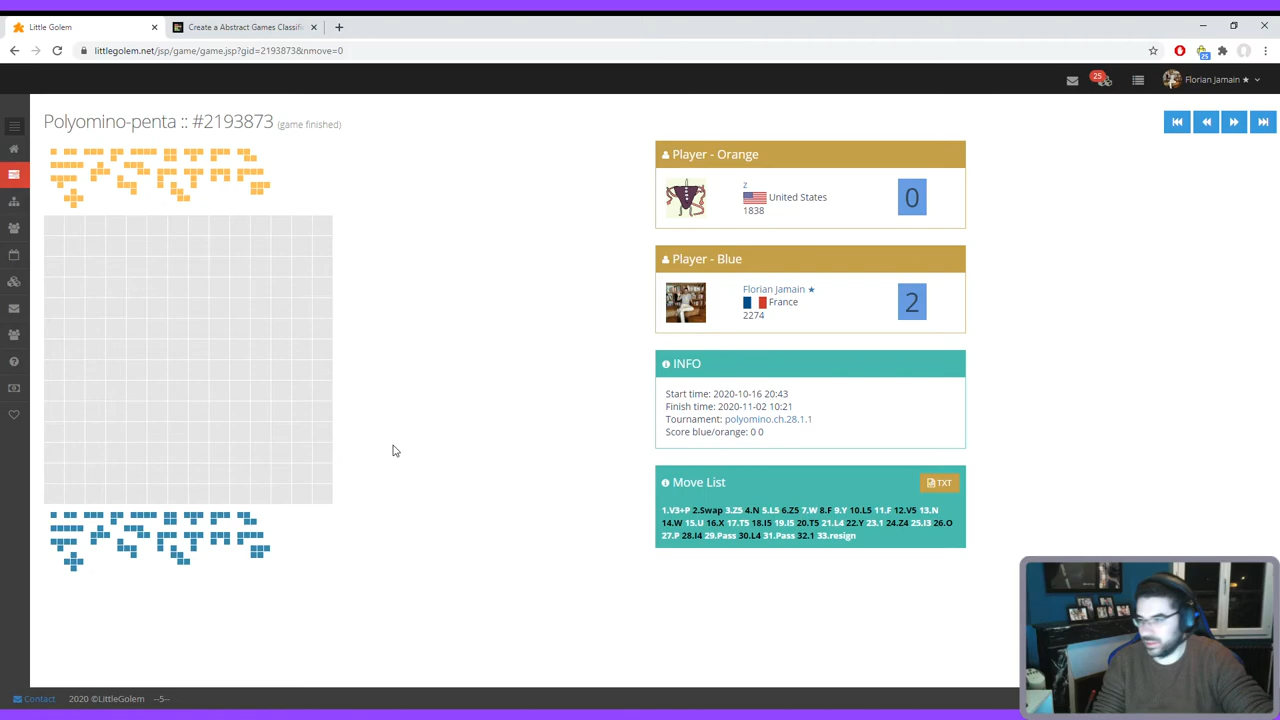 Little Golem
Create a Abstract Games Classifi
littlegolem.net/jsp/game/game.jsp?gid=2193873&nmove=0
25
25
Florian Jamain ★
Polyomino-penta :: #2193873 (game finished)
Player - Orange
z
United States
1838
0
Player - Blue
Florian Jamain ★
France
2274
2
INFO
Start time: 2020-10-16 20:43
Finish time: 2020-11-02 10:21
Tournament: polyomino.ch.28.1.1
Score blue/orange: 0 0
Move List
TXT
1.V3+P 2.Swap 3.Z5 4.N 5.L5 6.Z5 7.W 8.F 9.Y 10.L5 11.F 12.V5 13.N
14.W 15.U 16.X 17.T5 18.I5 19.I5 20.T5 21.L4 22.Y 23.1 24.Z4 25.I3 26.O
27.P 28.I4 29.Pass 30.L4 31.Pass 32.1 33.resign
Contact 2020 ©LittleGolem --5--